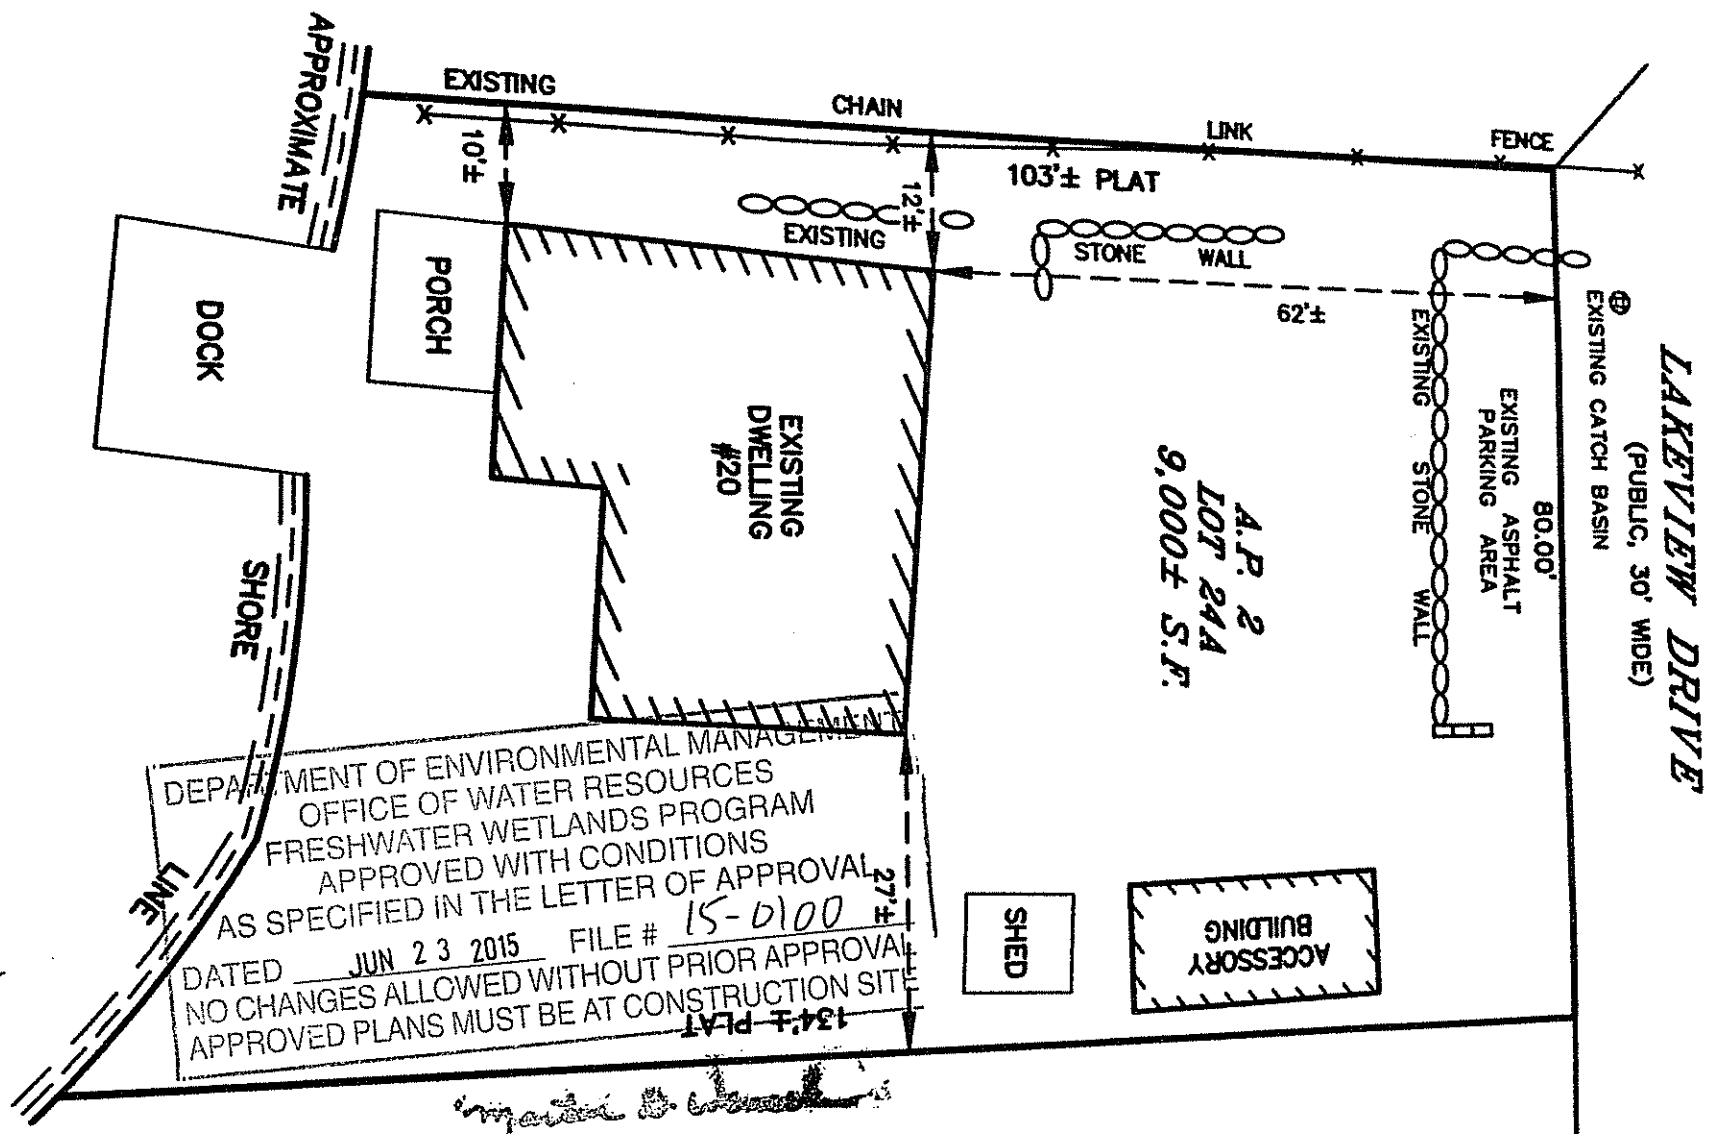 LAKEVIEW DRIVE
(PUBLIC, 30' WIDE)
EXISTING CATCH BASIN
80.00'
EXISTING ASPHALT
PARKING AREA
EXISTING STONE WALL
EXISTING CHAIN LINK FENCE
103'± PLAT
10'±
12'±
62'±
EXISTING STONE WALL
APPROXIMATE SHORE LINE
DOCK
PORCH
EXISTING
DWELLING
#20
A.P. 2
LOT 24A
9,000± S.F.
SHED
ACCESSORY
BUILDING
27'±
134'± PLAT
DEPARTMENT OF ENVIRONMENTAL MANAGEMENT
OFFICE OF WATER RESOURCES
FRESHWATER WETLANDS PROGRAM
APPROVED WITH CONDITIONS
AS SPECIFIED IN THE LETTER OF APPROVAL
DATED JUN 23 2015 FILE # 15-0100
NO CHANGES ALLOWED WITHOUT PRIOR APPROVAL
APPROVED PLANS MUST BE AT CONSTRUCTION SITE